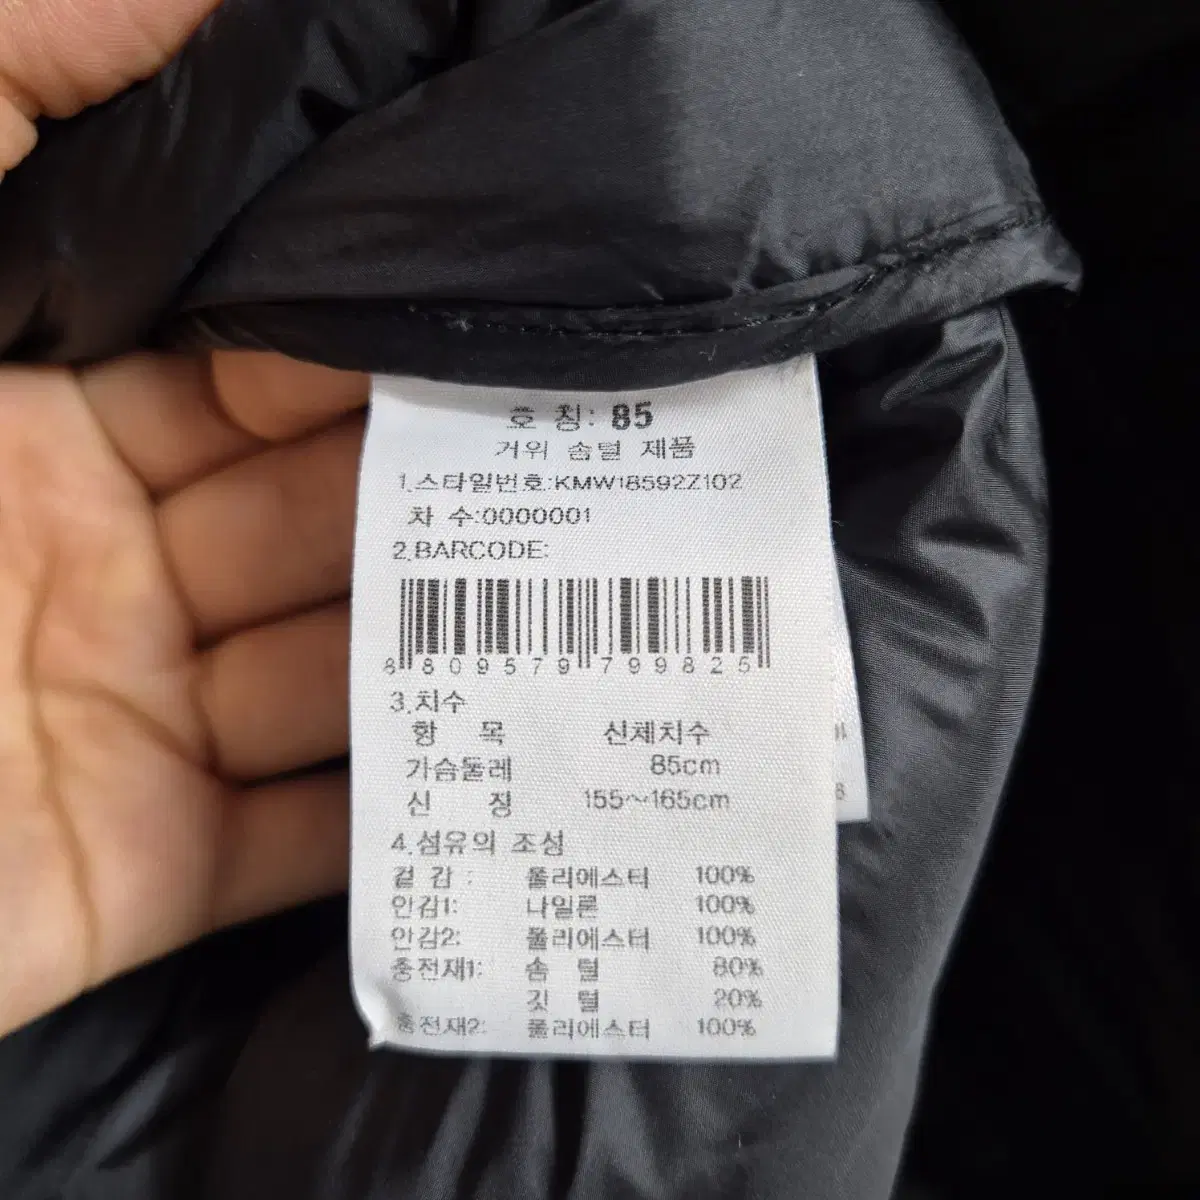 호 칭: 85
거위 솜털 제품
1.스타일번호:KMW18592Z102
차 수:0000001
2.BARCODE:
8 809579 799825
3.치수
항 목 신체치수
가슴둘레 85cm
신 장 155~165cm
4.섬유의 조성
겉 감 : 폴리에스터 100%
안감1: 나일론 100%
안감2: 폴리에스터 100%
충전재1: 솜 털 80%
깃 털 20%
충전재2: 폴리에스터 100%